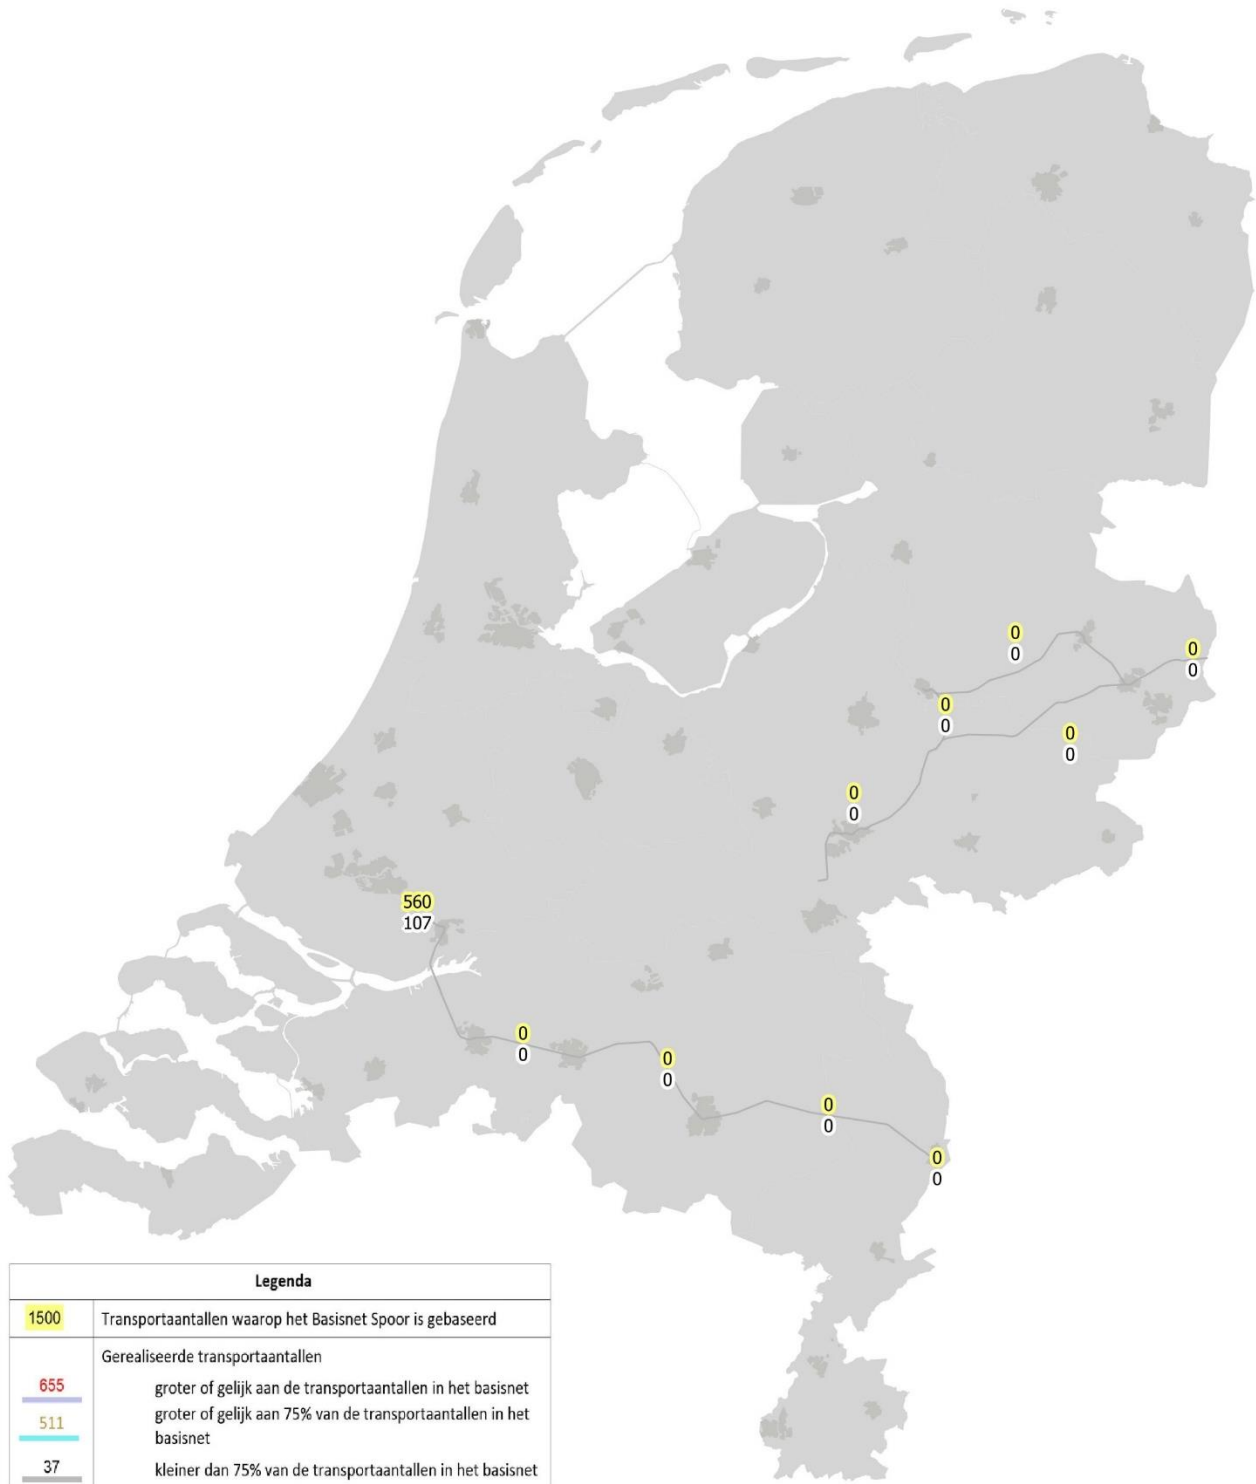 0
0
0
0
0
0
0
0
0
0
560
107
0
0
0
0
0
0
0
0
Legenda
1500 Transportaantallen waarop het Basisnet Spoor is gebaseerd
Gerealiseerde transportaantallen
655 groter of gelijk aan de transportaantallen in het basisnet
511 groter of gelijk aan 75% van de transportaantallen in het
basisnet
37 kleiner dan 75% van de transportaantallen in het basisnet